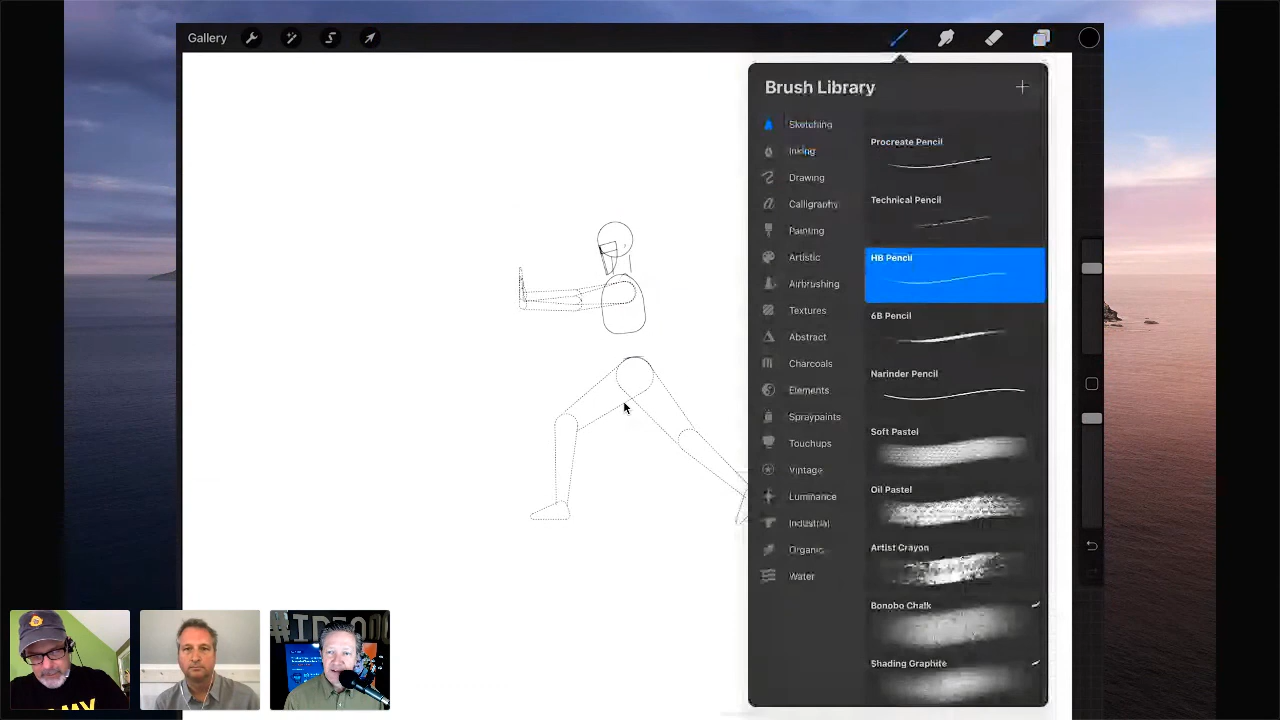 Gallery
Brush Library
Sketching
Inking
Drawing
Calligraphy
Painting
Artistic
Airbrushing
Textures
Abstract
Charcoals
Elements
Spraypaints
Touchups
Vintage
Luminance
Industrial
Organic
Water
Procreate Pencil
Technical Pencil
HB Pencil
6B Pencil
Narinder Pencil
Soft Pastel
Oil Pastel
Artist Crayon
Bonobo Chalk
Shading Graphite